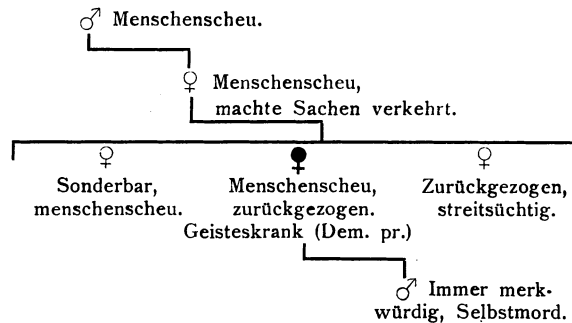 ♂ Menschenscheu.
♀ Menschenscheu,
machte Sachen verkehrt.
♀
Sonderbar,
menschenscheu.
Menschenscheu,
zurückgezogen.
Geisteskrank (Dem. pr.)
♀
Zurückgezogen,
streitsüchtig.
♂ Immer merk-
würdig, Selbstmord.